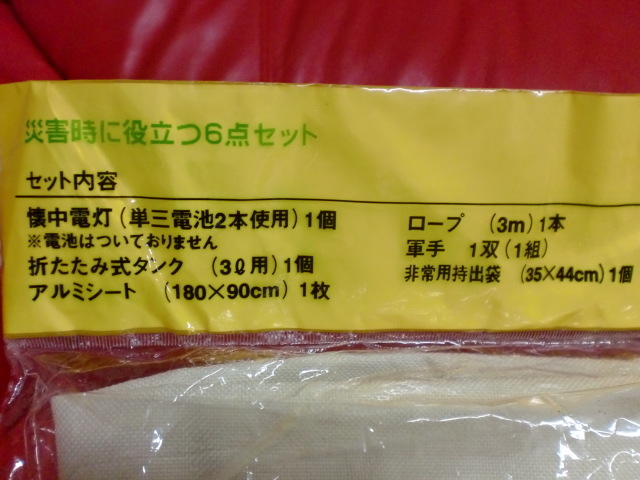 災害時に役立つ6点セット
セット内容
懐中電灯(単三電池2本使用)1個
※電池はついておりません
折たたみ式タンク (3ℓ用)1個
アルミシート (180×90cm)1枚
ロープ (3m)1本
軍手 1双(1組)
非常用持出袋 (35×44cm)1個